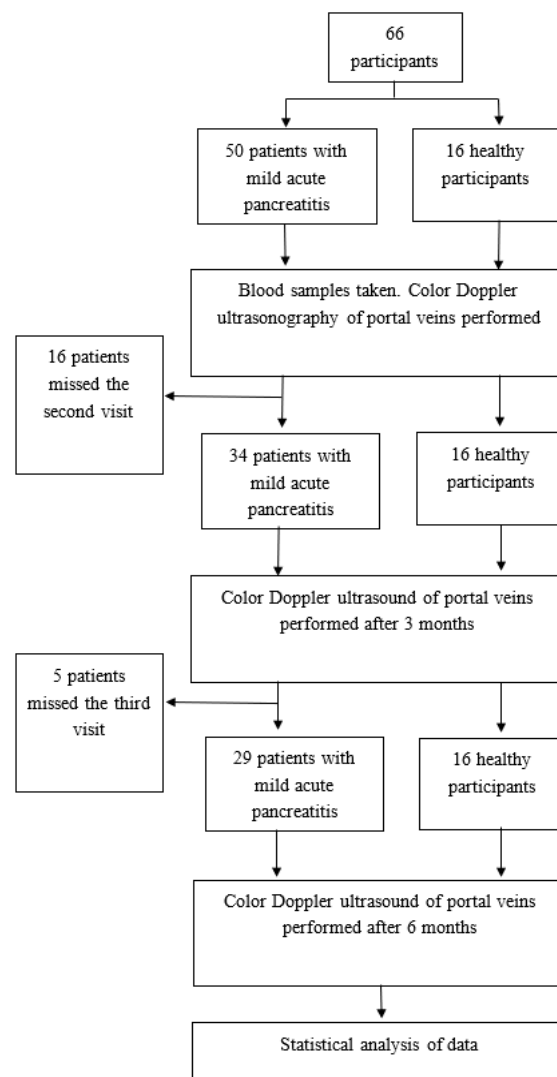 66
participants
50 patients with
mild acute
pancreatitis
16 healthy
participants
Blood samples taken. Color Doppler
ultrasonography of portal veins performed
16 patients
missed the
second visit
34 patients with
mild acute
pancreatitis
16 healthy
participants
Color Doppler ultrasound of portal veins
performed after 3 months
5 patients
missed the third
visit
29 patients with
mild acute
pancreatitis
16 healthy
participants
Color Doppler ultrasound of portal veins
performed after 6 months
Statistical analysis of data